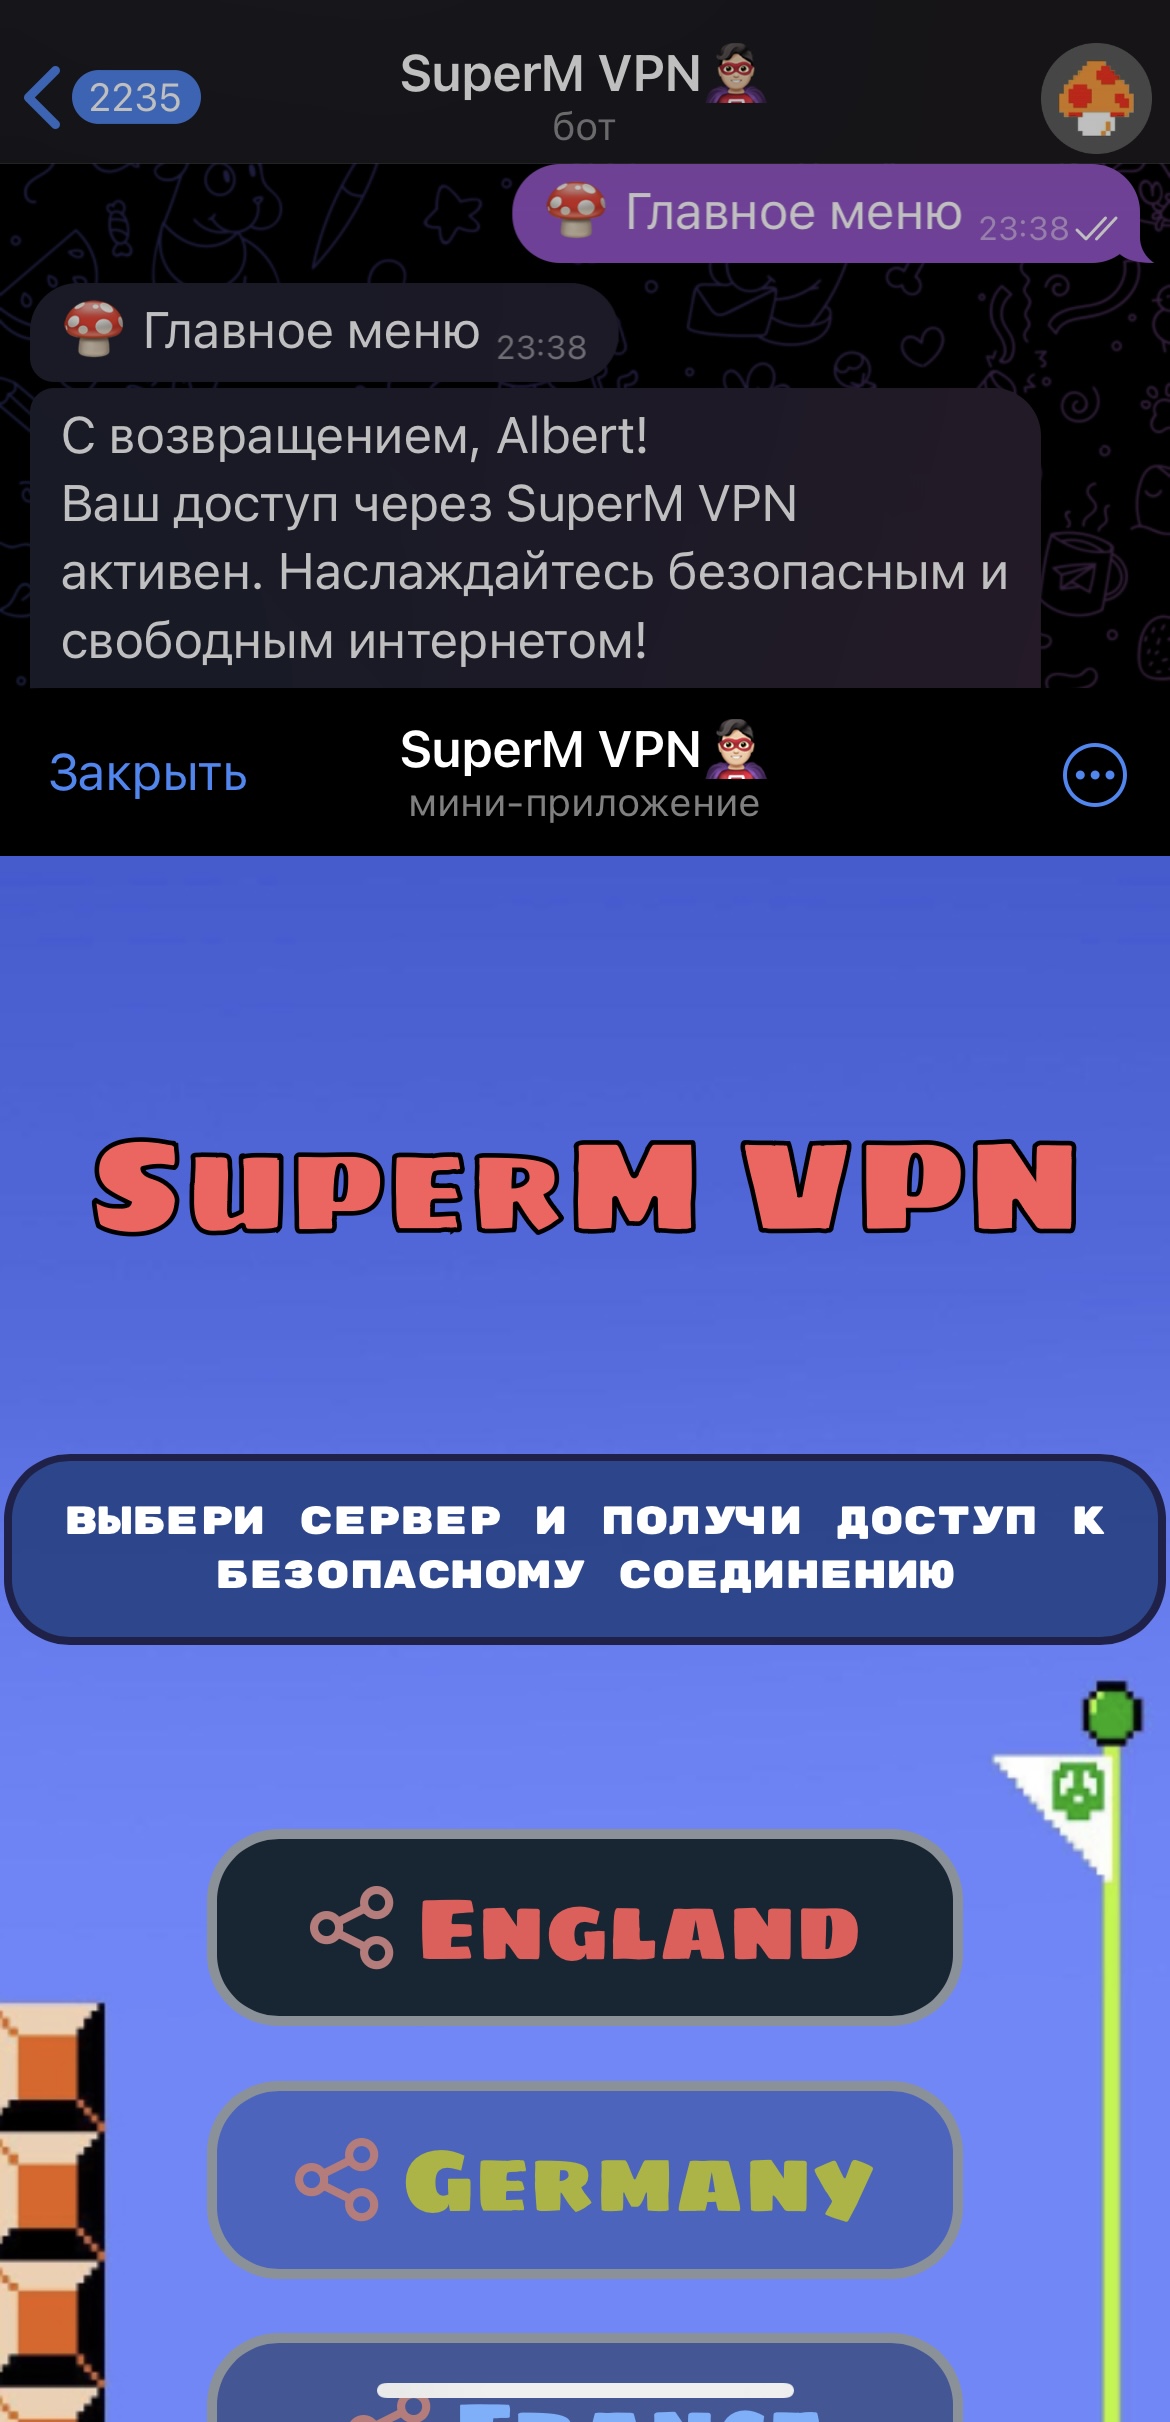 2235
SuperM VPN🦸🏻‍♂️
бот
🍄 Главное меню 23:38
🍄 Главное меню 23:38
С возвращением, Albert!
Ваш доступ через SuperM VPN
активен. Наслаждайтесь безопасным и
свободным интернетом!
Закрыть
SuperM VPN🦸🏻‍♂️
мини-приложение
SUPERM VPN
ВЫБЕРИ СЕРВЕР И ПОЛУЧИ ДОСТУП К
БЕЗОПАСНОМУ СОЕДИНЕНИЮ
ENGLAND
GERMANY